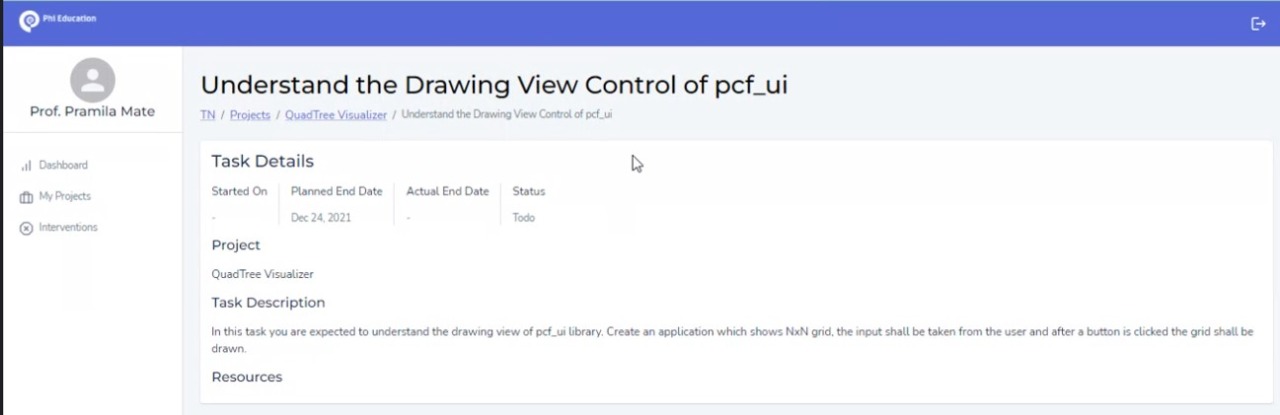 Phi Education
Prof. Pramila Mate
Dashboard
My Projects
Interventions
Understand the Drawing View Control of pcf_ui
TN / Projects / QuadTree Visualizer / Understand the Drawing View Control of pcf_ui
Task Details
Started On Planned End Date Actual End Date Status
- Dec 24, 2021 - Todo
Project
QuadTree Visualizer
Task Description
In this task you are expected to understand the drawing view of pcf_ui library. Create an application which shows NxN grid, the input shall be taken from the user and after a button is clicked the grid shall be
drawn.
Resources